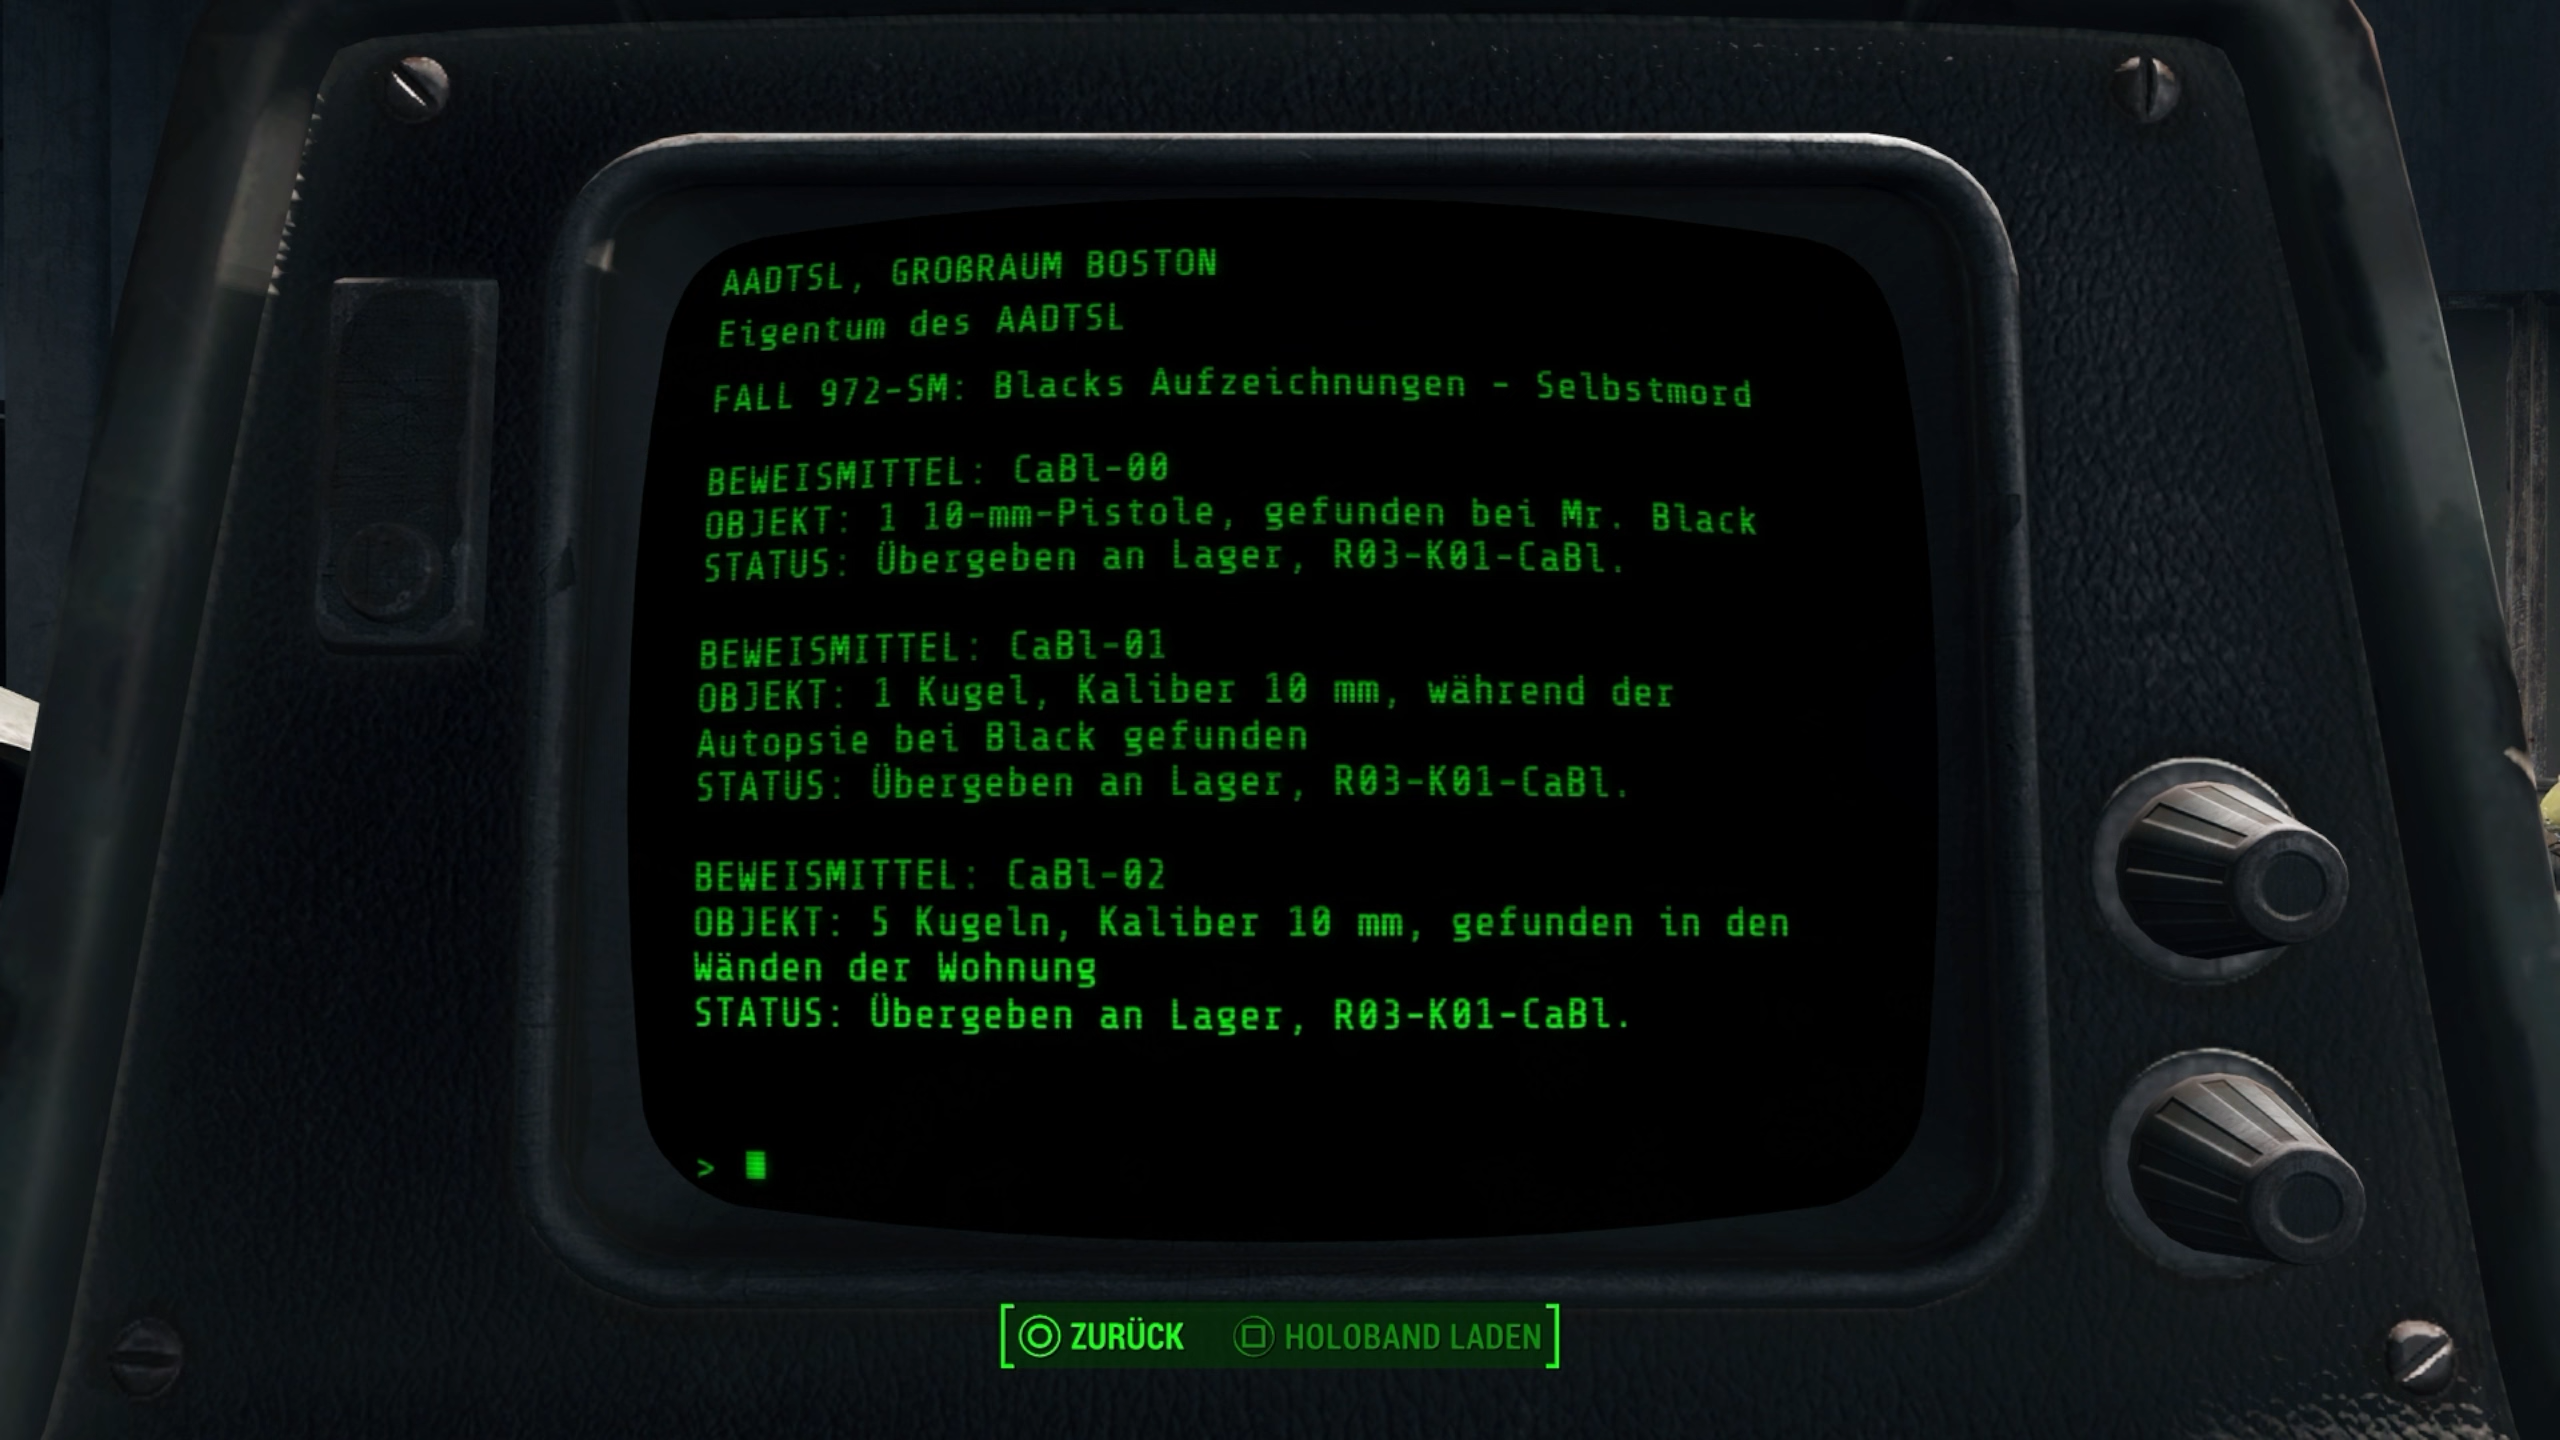 AADTSL, GROßRAUM BOSTON
Eigentum des AADTSL
FALL 972-SM: Blacks Aufzeichnungen - Selbstmord
BEWEISMITTEL: CaBl-00
OBJEKT: 1 10-mm-Pistole, gefunden bei Mr. Black
STATUS: Übergeben an Lager, R03-K01-CaBl.
BEWEISMITTEL: CaBl-01
OBJEKT: 1 Kugel, Kaliber 10 mm, während der
Autopsie bei Black gefunden
STATUS: Übergeben an Lager, R03-K01-CaBl.
BEWEISMITTEL: CaBl-02
OBJEKT: 5 Kugeln, Kaliber 10 mm, gefunden in den
Wänden der Wohnung
STATUS: Übergeben an Lager, R03-K01-CaBl.
>
ZURÜCK HOLOBAND LADEN